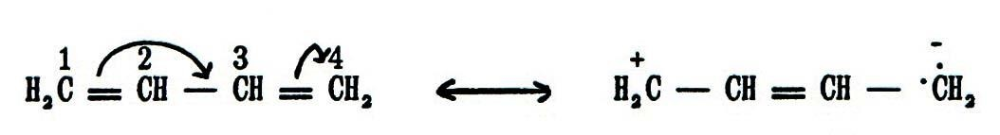 1 2 3 4
H₂C = CH — CH = CH₂ ⟷ H₂C⁺ — CH = CH — :CH₂⁻